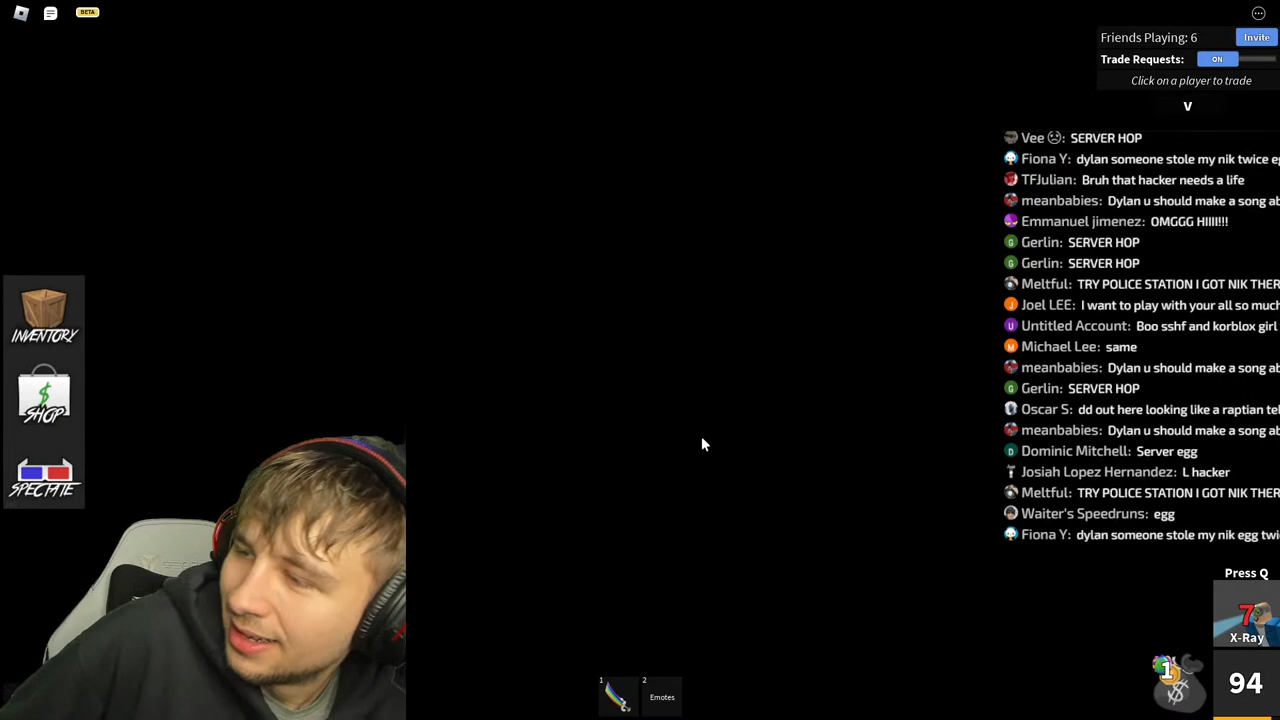 BETA
Friends Playing: 6
Invite
Trade Requests:
ON
Click on a player to trade
V
Vee: SERVER HOP
Fiona Y: dylan someone stole my nik twice
TFJulian: Bruh that hacker needs a life
meanbabies: Dylan u should make a song
Emmanuel jimenez: OMGGG HIIII!!!
Gerlin: SERVER HOP
G Gerlin: SERVER HOP
Meltful: TRY POLICE STATION I GOT NIK
Joel LEE: I want to play with your all so
Untitled Account: Boo sshf and korblox girl
Michael Lee: same
meanbabies: Dylan u should make a song
Gerlin: SERVER HOP
Oscar S: dd out here looking like a raptian
meanbabies: Dylan u should make a song
D Dominic Mitchell: Server egg
Josiah Lopez Hernandez: L hacker
Meltful: TRY POLICE STATION I GOT NIK
Waiter's Speedruns: egg
Fiona Y: dylan someone stole my nik egg
INVENTORY
$
SHOP
SPECTATE
Press Q
7
X-Ray
1
$
94
1
2
Emotes